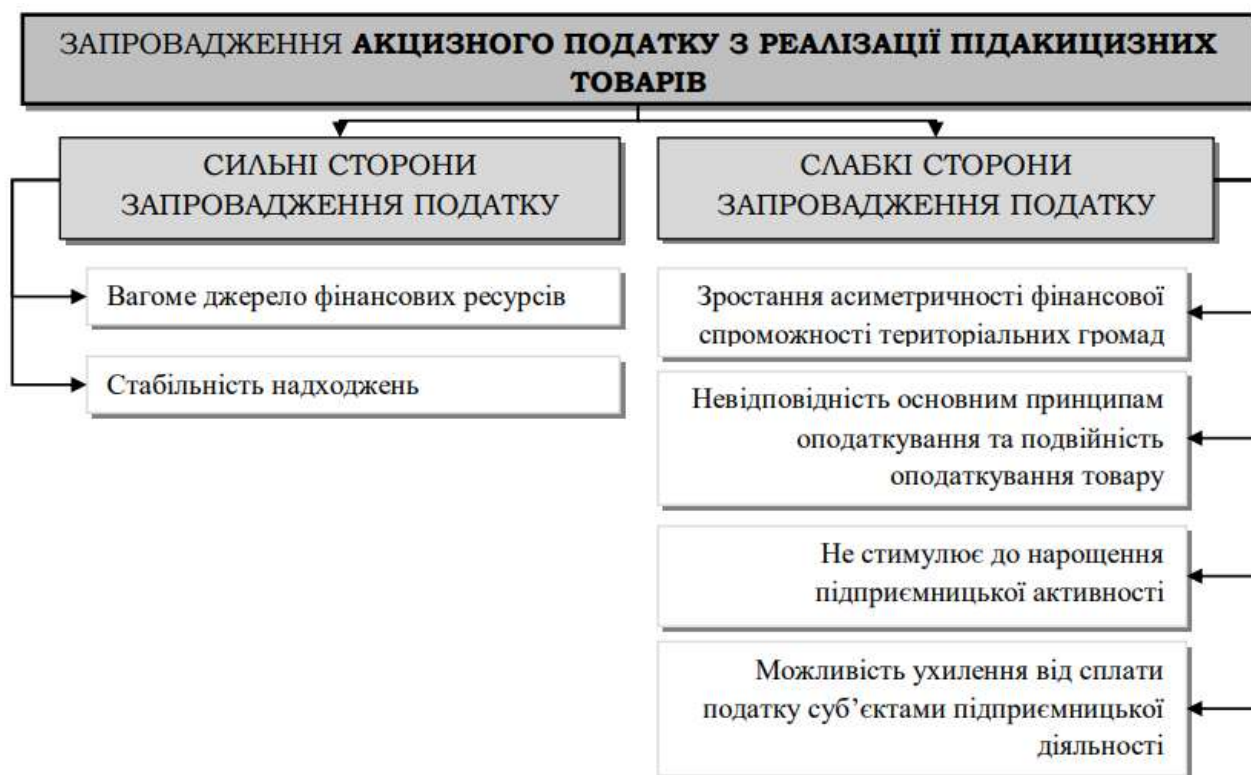 ЗАПРОВАДЖЕННЯ АКЦИЗНОГО ПОДАТКУ З РЕАЛІЗАЦІЇ ПІДАКИЦИЗНИХ
ТОВАРІВ
СИЛЬНІ СТОРОНИ
ЗАПРОВАДЖЕННЯ ПОДАТКУ
Вагоме джерело фінансових ресурсів
Стабільність надходжень
СЛАБКІ СТОРОНИ
ЗАПРОВАДЖЕННЯ ПОДАТКУ
Зростання асиметричності фінансової
спроможності територіальних громад
Невідповідність основним принципам
оподаткування та подвійність
оподаткування товару
Не стимулює до нарощення
підприємницької активності
Можливість ухилення від сплати
податку суб’єктами підприємницької
діяльності